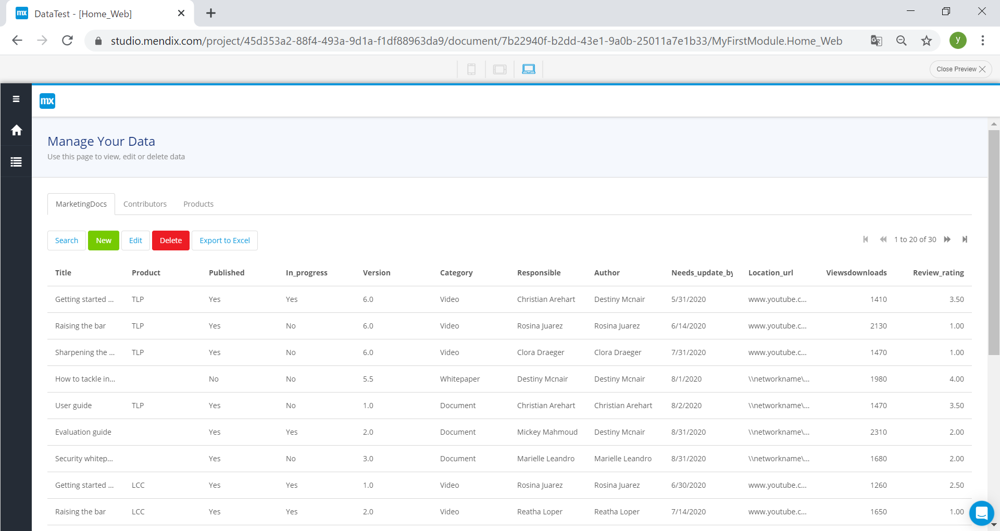 mx DataTest - [Home_Web]
studio.mendix.com/project/45d353a2-88f4-493a-9d1a-f1df88963da9/document/7b22940f-b2dd-43e1-9a0b-25011a7e1b33/MyFirstModule.Home_Web y
Close Preview
mx
Manage Your Data
Use this page to view, edit or delete data
MarketingDocs Contributors Products
Search New Edit Delete Export to Excel 1 to 20 of 30
Title Product Published In_progress Version Category Responsible Author Needs_update_by Location_url Viewsdownloads Review_rating
Getting started ... TLP Yes Yes 6.0 Video Christian Arehart Destiny Mcnair 5/31/2020 www.youtube.c... 1410 3.50
Raising the bar TLP Yes No 6.0 Video Rosina Juarez Rosina Juarez 6/14/2020 www.youtube.c... 2130 1.00
Sharpening the ... TLP Yes No 6.0 Video Clora Draeger Clora Draeger 7/31/2020 www.youtube.c... 1470 1.00
How to tackle in... No No 5.5 Whitepaper Destiny Mcnair Destiny Mcnair 8/1/2020 \\networkname\... 1980 4.00
User guide TLP Yes No 1.0 Document Christian Arehart Christian Arehart 8/2/2020 \\networkname\... 1470 3.50
Evaluation guide Yes Yes 2.0 Document Mickey Mahmoud Destiny Mcnair 8/31/2020 \\networkname\... 2310 2.00
Security whitep... Yes No 3.0 Document Marielle Leandro Marielle Leandro 8/31/2020 \\networkname\... 1680 2.00
Getting started ... LCC Yes Yes 1.0 Video Rosina Juarez Rosina Juarez 6/30/2020 www.youtube.c... 1260 2.50
Raising the bar LCC Yes Yes 2.0 Video Reatha Loper Reatha Loper 7/14/2020 www.youtube.c... 1650 1.00